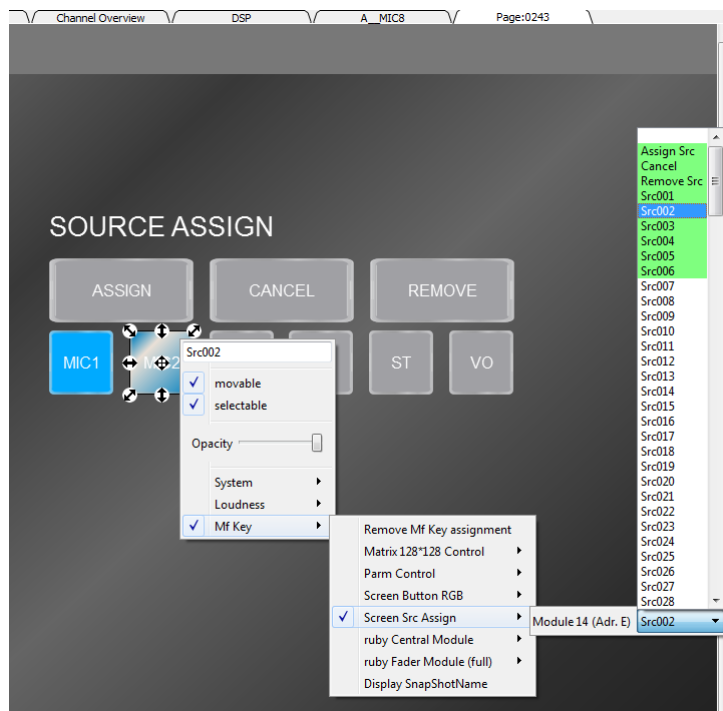 Channel Overview
DSP
A__MIC8
Page:0243
SOURCE ASSIGN
ASSIGN
CANCEL
REMOVE
MIC1
ST
VO
Src002
movable
selectable
Opacity
System
Loudness
Mf Key
Remove Mf Key assignment
Matrix 128*128 Control
Parm Control
Screen Button RGB
Screen Src Assign
ruby Central Module
ruby Fader Module (full)
Display SnapShotName
Module 14 (Adr. E)
Src002
Assign Src
Cancel
Remove Src
Src001
Src002
Src003
Src004
Src005
Src006
Src007
Src008
Src009
Src010
Src011
Src012
Src013
Src014
Src015
Src016
Src017
Src018
Src019
Src020
Src021
Src022
Src023
Src024
Src025
Src026
Src027
Src028